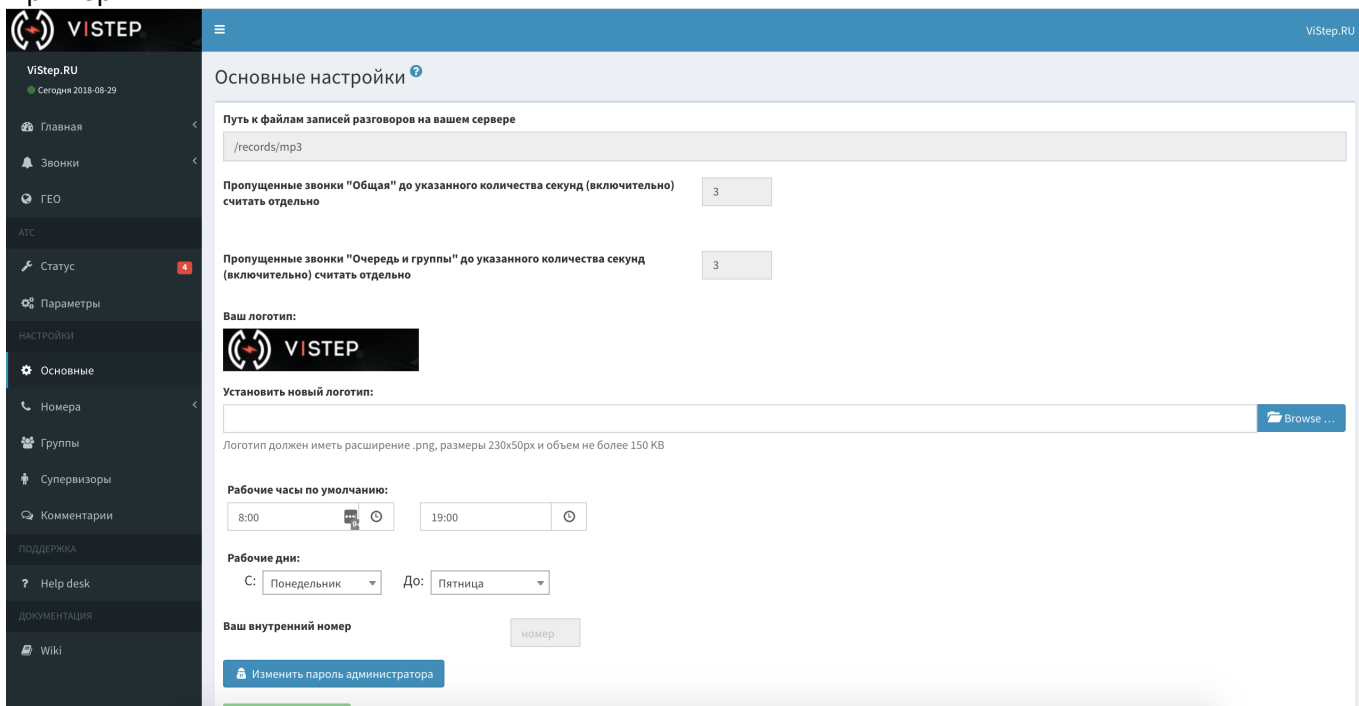 VISTEP
ViStep.RU
ViStep.RU
Сегодня 2018-08-29
Главная
Звонки
ГЕО
АТС
Статус 4
Параметры
НАСТРОЙКИ
Основные
Номера
Группы
Супервизоры
Комментарии
ПОДДЕРЖКА
Help desk
ДОКУМЕНТАЦИЯ
Wiki
Основные настройки
Путь к файлам записей разговоров на вашем сервере
/records/mp3
Пропущенные звонки "Общая" до указанного количества секунд (включительно)
считать отдельно
3
Пропущенные звонки "Очередь и группы" до указанного количества секунд
(включительно) считать отдельно
3
Ваш логотип:
VISTEP
Установить новый логотип:
Browse ...
Логотип должен иметь расширение .png, размеры 230x50px и объем не более 150 KB
Рабочие часы по умолчанию:
8:00 19:00
Рабочие дни:
С: Понедельник До: Пятница
Ваш внутренний номер
номер
Изменить пароль администратора